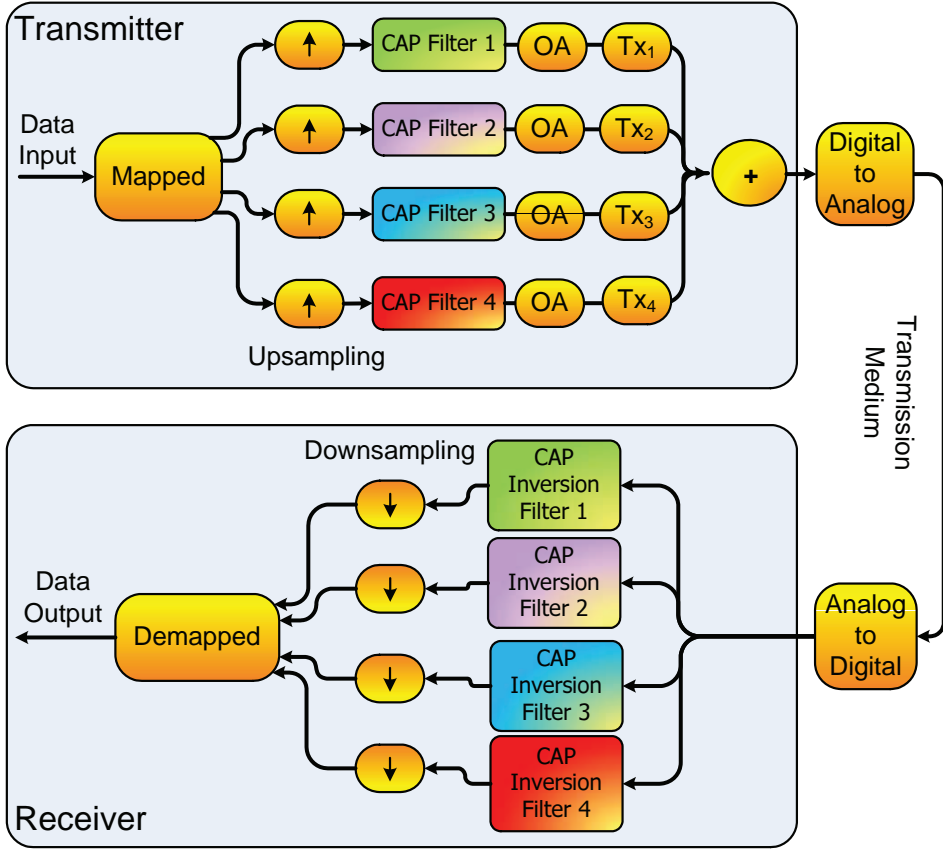 Transmitter
Data
Input
Mapped
↑
CAP Filter 1
OA
Tx₁
↑
CAP Filter 2
OA
Tx₂
↑
CAP Filter 3
OA
Tx₃
↑
CAP Filter 4
OA
Tx₄
Upsampling
+
Digital
to
Analog
Transmission
Medium
Downsampling
CAP
Inversion
Filter 1
↓
CAP
Inversion
Filter 2
↓
CAP
Inversion
Filter 3
↓
CAP
Inversion
Filter 4
↓
Analog
to
Digital
Data
Output
Demapped
Receiver